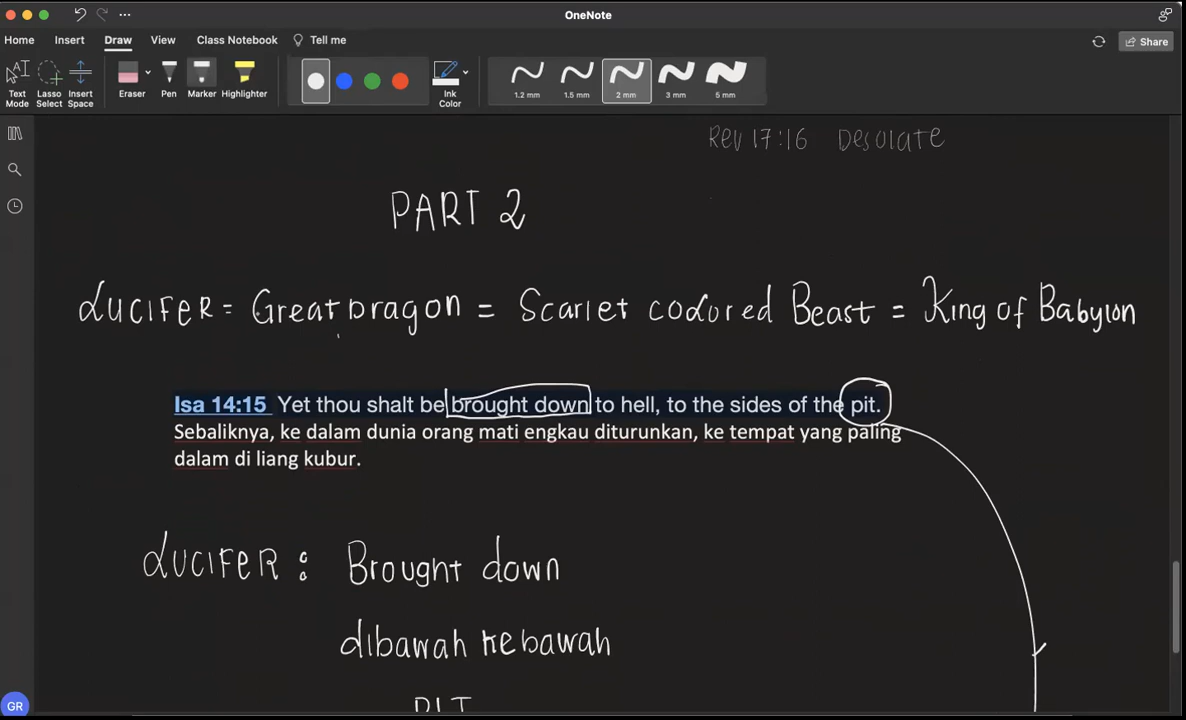 OneNote
Home Insert Draw View Class Notebook Tell me Share
Text Mode Lasso Select Insert Space Eraser Pen Marker Highlighter Ink Color 1.2 mm 1.5 mm 2 mm 3 mm 5 mm
Rev 17:16 Desolate
PART 2
LUCIFER = Great Dragon = Scarlet colored Beast = King of Babylon
Isa 14:15 Yet thou shalt be brought down to hell, to the sides of the pit.
Sebaliknya, ke dalam dunia orang mati engkau diturunkan, ke tempat yang paling
dalam di liang kubur.
LUCIFER : Brought down
dibawah kebawah
PIT
GR